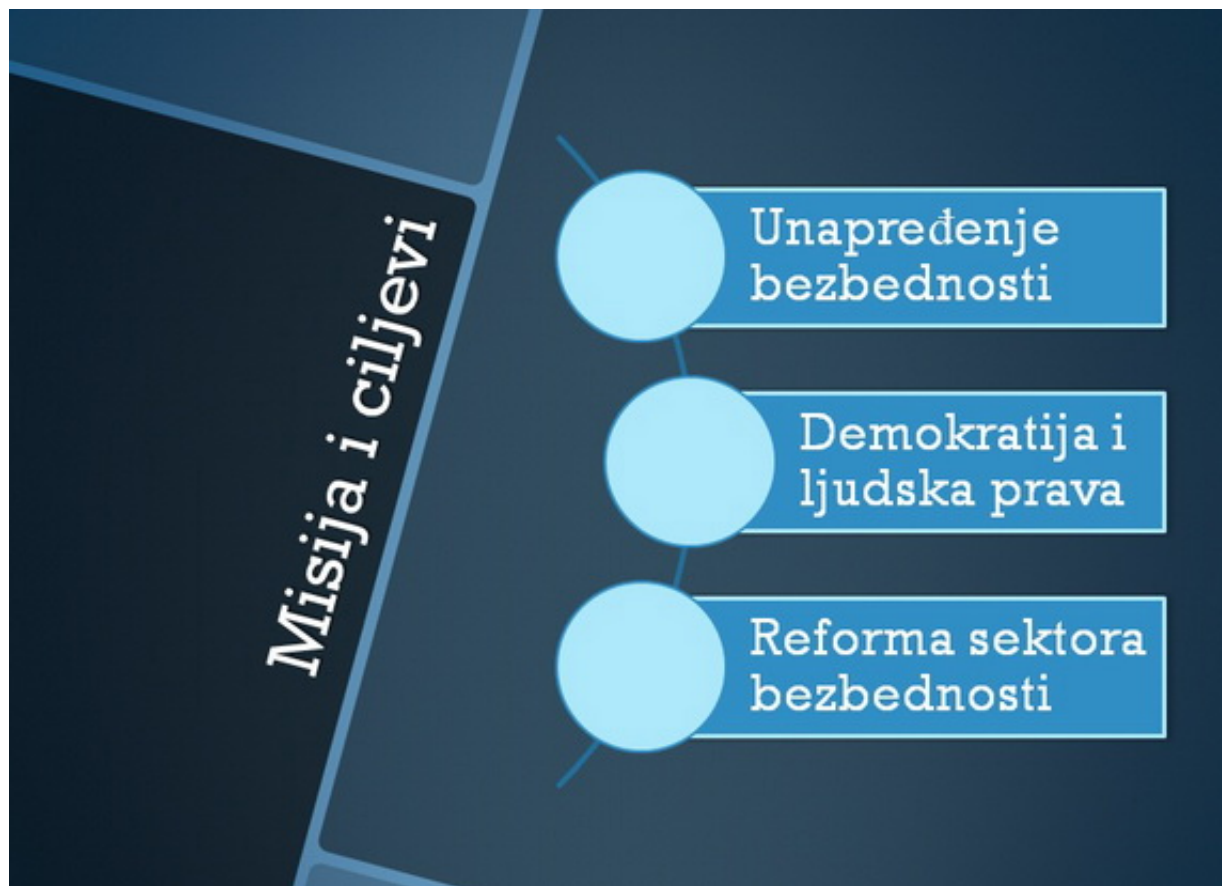 Misija i ciljevi
Unapređenje
bezbednosti
Demokratija i
ljudska prava
Reforma sektora
bezbednosti